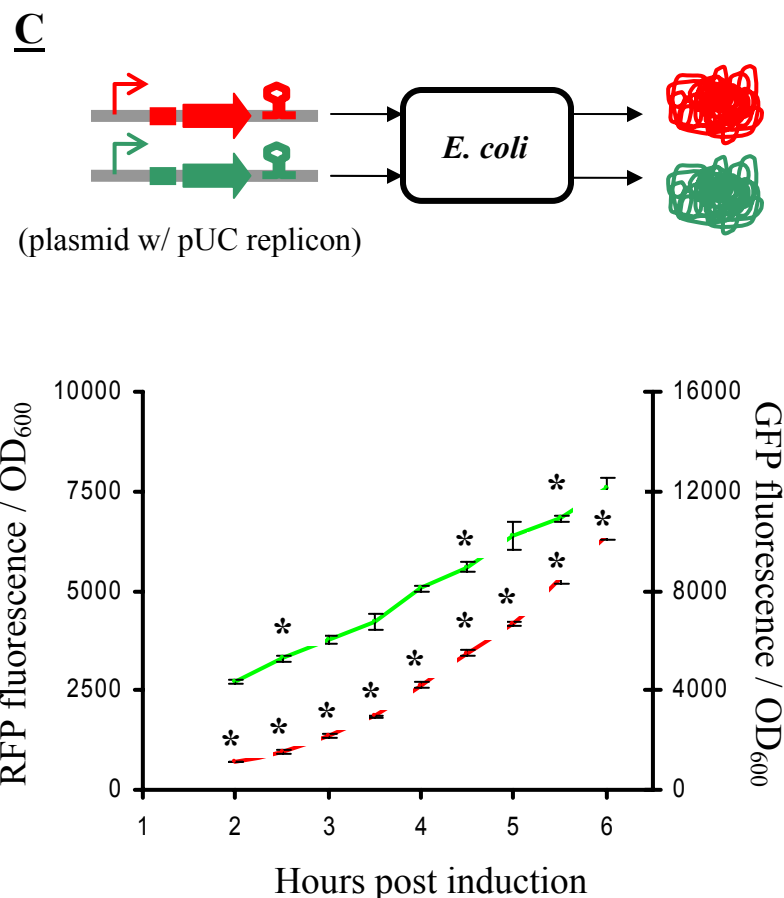 C
E. coli
(plasmid w/ pUC replicon)
RFP fluorescence / OD600
10000
7500
5000
2500
0
16000
12000
8000
4000
0
GFP fluorescence / OD600
* * * * * * * * * * * *
1 2 3 4 5 6
Hours post induction